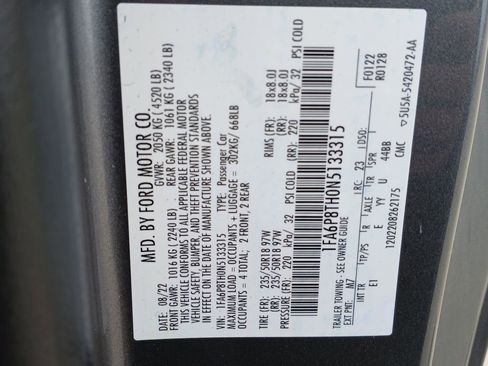 MFD. BY FORD MOTOR CO.
DATE: 08/22 GVWR: 2050 KG ( 4520 LB)
FRONT GAWR: 1016 KG ( 2240 LB) REAR GAWR: 1061 KG ( 2340 LB)
THIS VEHICLE CONFORMS TO ALL APPLICABLE FEDERAL MOTOR
VEHICLE SAFETY, BUMPER, AND THEFT PREVENTION STANDARDS
IN EFFECT ON THE DATE OF MANUFACTURE SHOWN ABOVE.
VIN: 1FA6P8TH0N5133315 TYPE: Passenger Car
MAXIMUM LOAD = OCCUPANTS + LUGGAGE = 302KG/ 668LB
OCCUPANTS = 4 TOTAL; 2 FRONT, 2 REAR
TIRE (FR): 235/50R18 97W RIMS (FR): 18x8.0J
(RR): 235/50R18 97W (RR): 18x8.0J
PRESSURE (FR): 220 kPa/ 32 PSI COLD (RR): 220 kPa/ 32 PSI COLD
1FA6P8TH0N5133315
TRAILER TOWING - SEE OWNER GUIDE
EXT PNT: M7 RC: 23 DSO: F0122
R0128
INT TR TP/PS R AXLE TR SPR
E1 E YY U 44BB
1202208262175 CMC ▽5U5A-5420472-AA